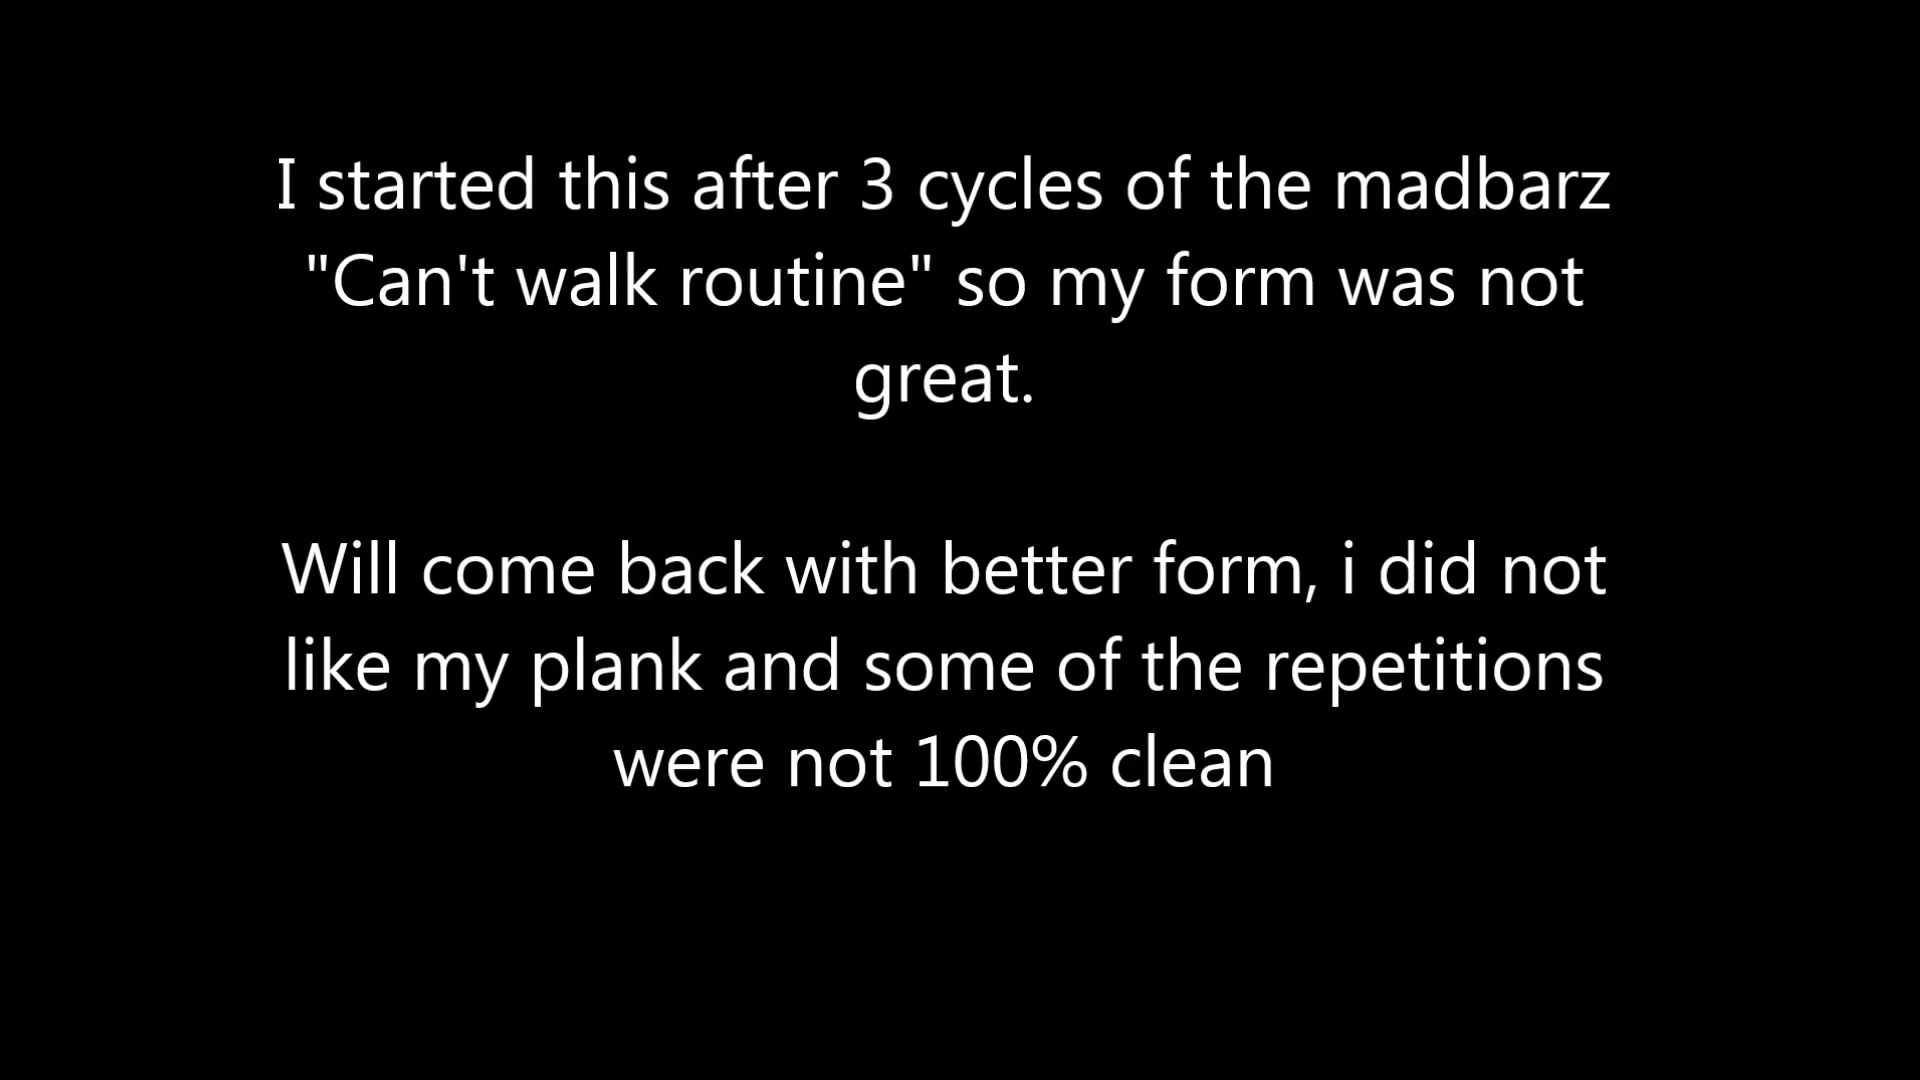 I started this after 3 cycles of the madbarz
"Can't walk routine" so my form was not
great.
Will come back with better form, i did not
like my plank and some of the repetitions
were not 100% clean